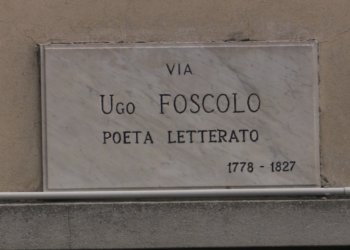 VIA
UGO FOSCOLO
POETA LETTERATO
1778 - 1827